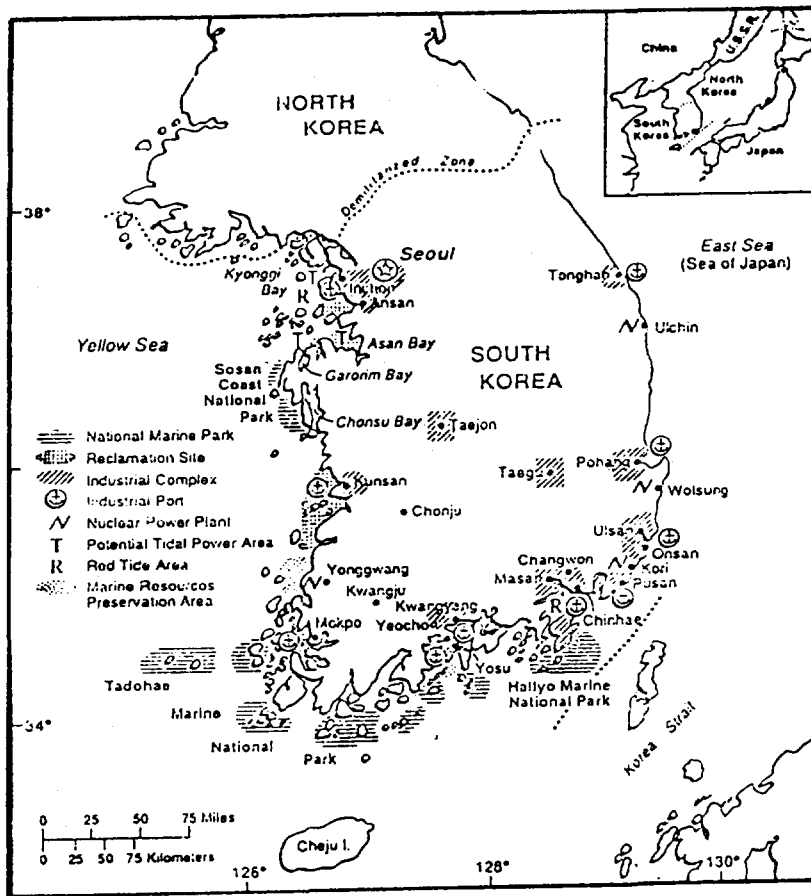 China
U.S.S.R.
North
Korea
South
Korea
Japan
NORTH
KOREA
Demilitarized Zone
38°
East Sea
(Sea of Japan)
Seoul
Kyonggi
Bay
T
R
Inchon
Ansan
Tonghae
Ulchin
Yellow Sea
T
T
Asan Bay
SOUTH
KOREA
Sosan
Coast
National
Park
Garorim Bay
Chonsu Bay
Taejon
National Marine Park
Reclamation Site
Industrial Complex
Industrial Port
Nuclear Power Plant
T Potential Tidal Power Area
R Red Tide Area
Marine Resources
Preservation Area
Pohang
Taegu
Wolsung
Kunsan
Chonju
Ulsan
Onsan
Kori
Pusan
Changwon
Masan
R
Chinhae
Yonggwang
Kwangju
Kwangyang
Yeochon
Mokpo
Yosu
Tadohae
Marine
National
Park
Hallyo Marine
National Park
34°
Korea Strait
0 25 50 75 Miles
0 25 50 75 Kilometers
Cheju I.
126°
128°
130°